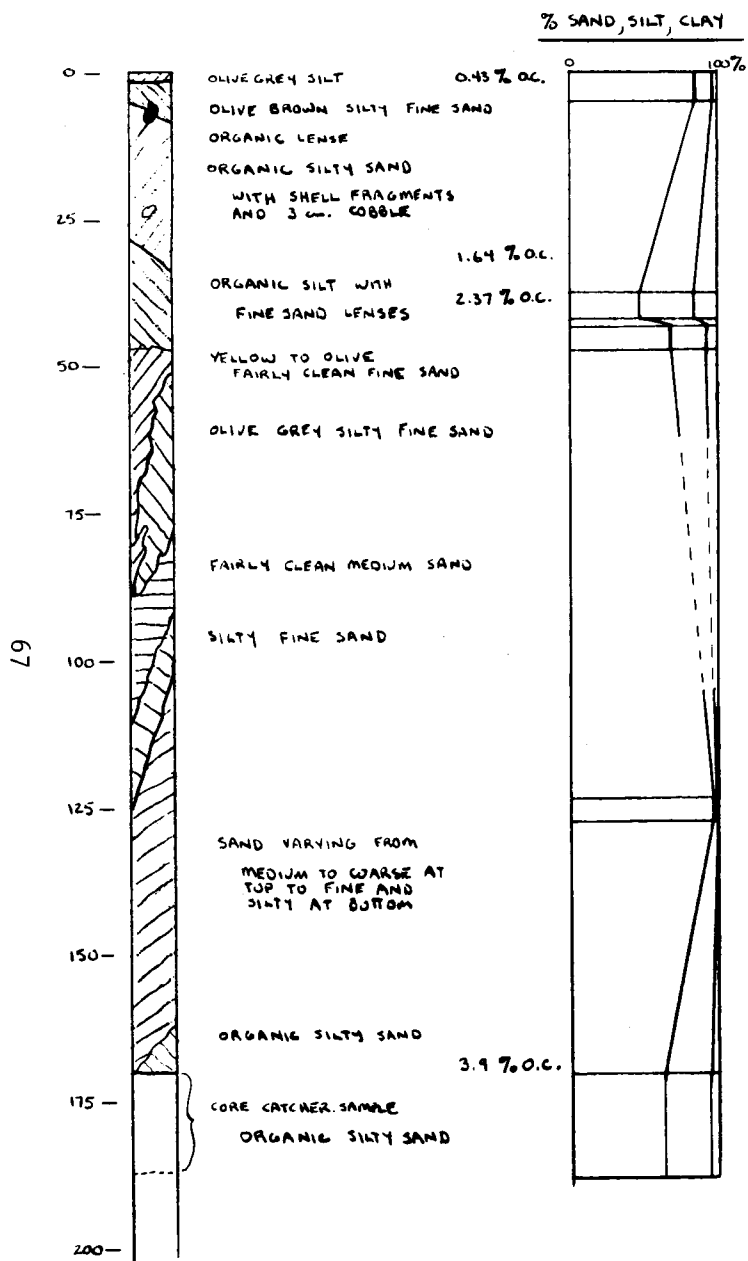 % SAND, SILT, CLAY
0 100%
0 — OLIVE GREY SILT 0.43 % O.C.
OLIVE BROWN SILTY FINE SAND
ORGANIC LENSE
ORGANIC SILTY SAND
WITH SHELL FRAGMENTS
AND 3 cm. COBBLE
25 —
1.64 % O.C.
ORGANIC SILT WITH 2.37 % O.C.
FINE SAND LENSES
YELLOW TO OLIVE
50 — FAIRLY CLEAN FINE SAND
OLIVE GREY SILTY FINE SAND
75 —
FAIRLY CLEAN MEDIUM SAND
SILTY FINE SAND
67
100 —
125 —
SAND VARYING FROM
MEDIUM TO COARSE AT
TOP TO FINE AND
SILTY AT BOTTOM
150 —
ORGANIC SILTY SAND
3.9 % O.C.
175 — CORE CATCHER. SAMPLE
ORGANIC SILTY SAND
200 —